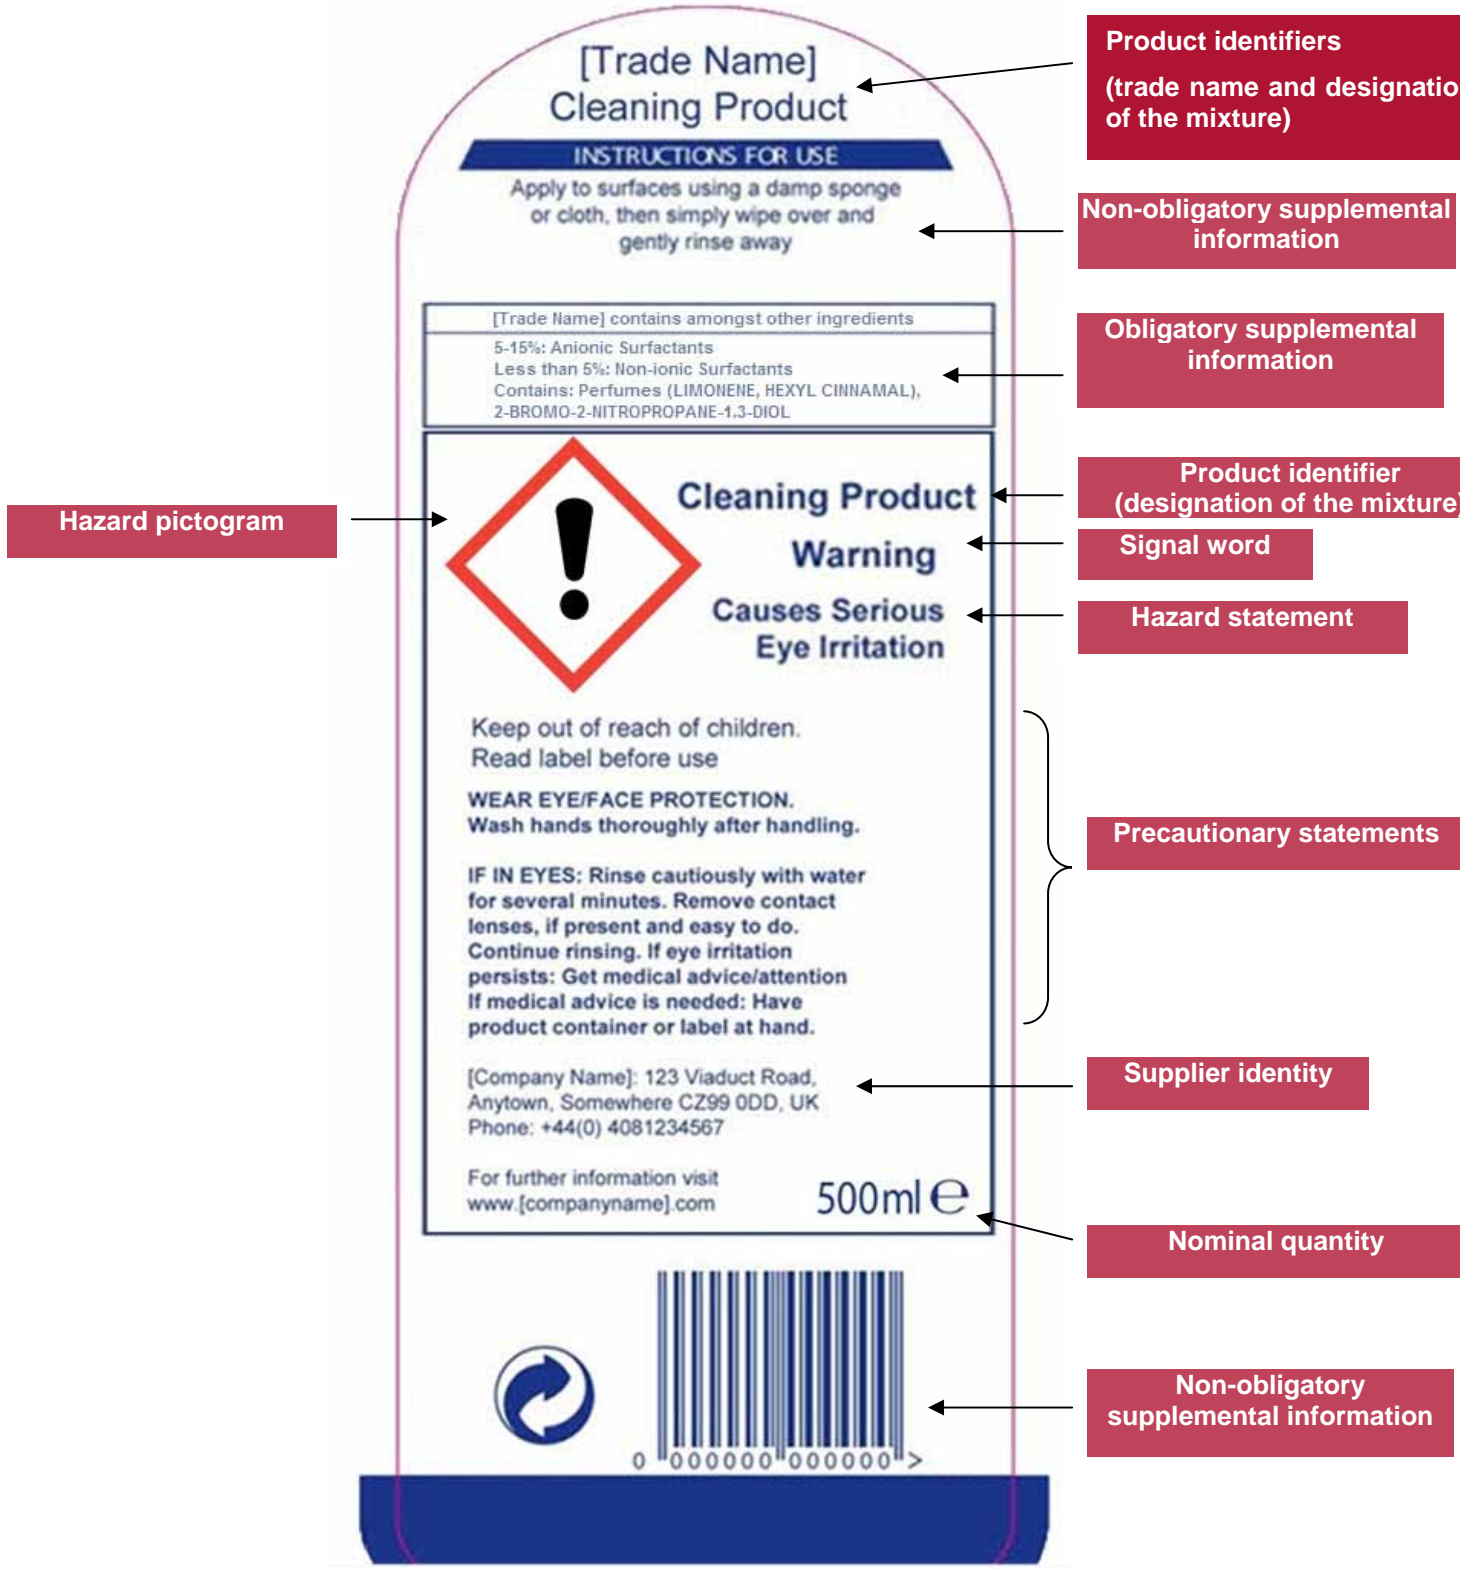 [Trade Name]
Cleaning Product
INSTRUCTIONS FOR USE
Apply to surfaces using a damp sponge
or cloth, then simply wipe over and
gently rinse away
[Trade Name] contains amongst other ingredients
5-15%: Anionic Surfactants
Less than 5%: Non-ionic Surfactants
Contains: Perfumes (LIMONENE, HEXYL CINNAMAL),
2-BROMO-2-NITROPROPANE-1,3-DIOL
Cleaning Product
Warning
Causes Serious
Eye Irritation
Keep out of reach of children.
Read label before use
WEAR EYE/FACE PROTECTION.
Wash hands thoroughly after handling.
IF IN EYES: Rinse cautiously with water
for several minutes. Remove contact
lenses, if present and easy to do.
Continue rinsing. If eye irritation
persists: Get medical advice/attention
If medical advice is needed: Have
product container or label at hand.
[Company Name]: 123 Viaduct Road,
Anytown, Somewhere CZ99 0DD, UK
Phone: +44(0) 4081234567
For further information visit
www.[companyname].com
500ml ℮
0 000000 000000 >
Hazard pictogram
Product identifiers
(trade name and designatio
of the mixture)
Non-obligatory supplemental
information
Obligatory supplemental
information
Product identifier
(designation of the mixture)
Signal word
Hazard statement
Precautionary statements
Supplier identity
Nominal quantity
Non-obligatory
supplemental information